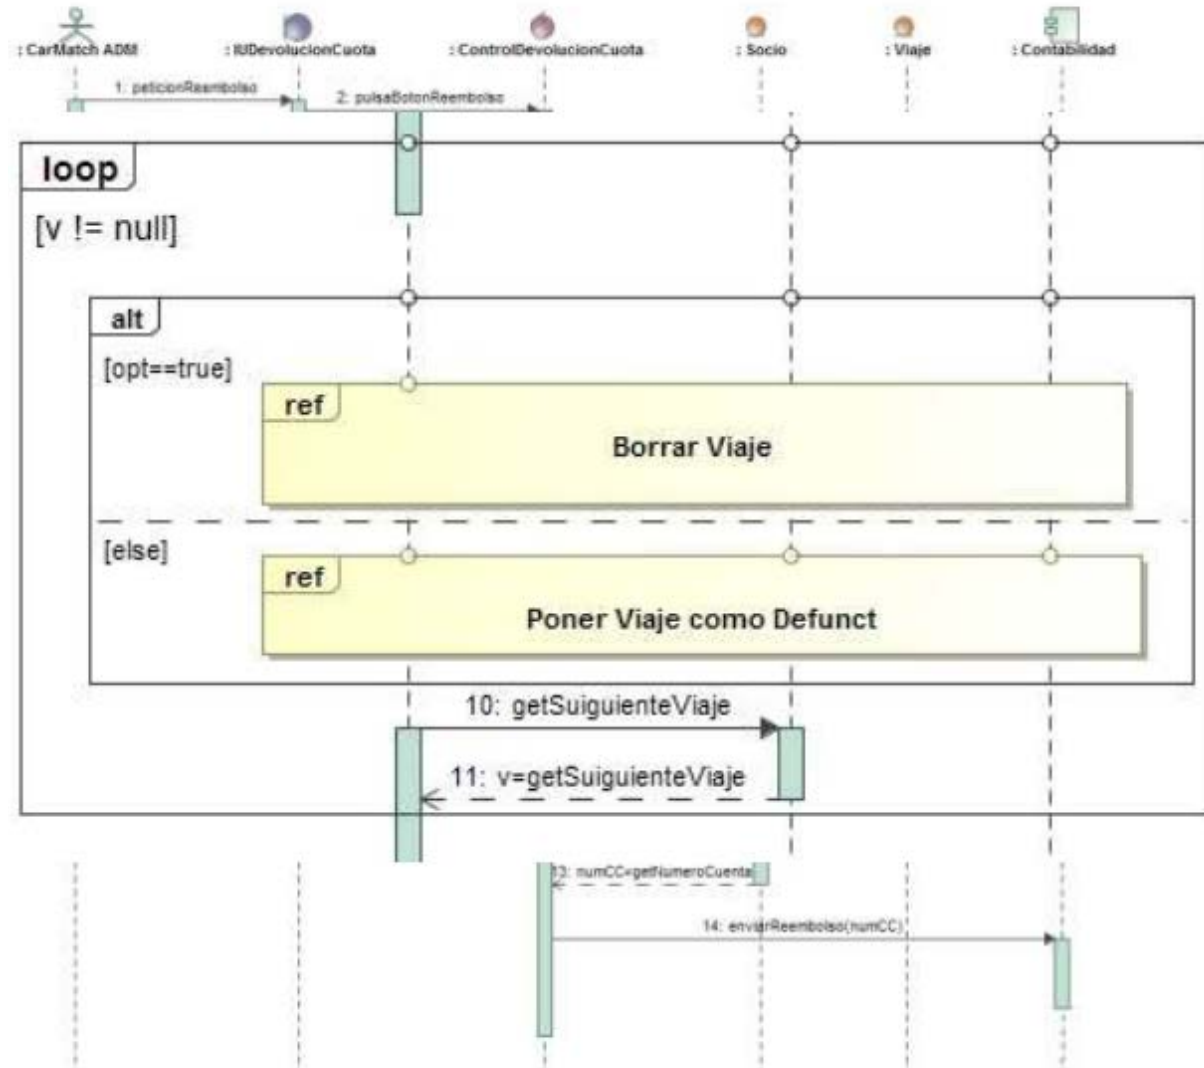 : CarMatch ADM
: IUDevolucionCuota
: ControlDevolucionCuota
: Socio
: Viaje
: Contabilidad
1: peticionReembolso
2: pulsaBotonReembolso
loop
[v != null]
alt
[opt==true]
ref
Borrar Viaje
[else]
ref
Poner Viaje como Defunct
10: getSuiguienteViaje
11: v=getSuiguienteViaje
13: numCC=getNumeroCuenta
14: enviarReembolso(numCC)